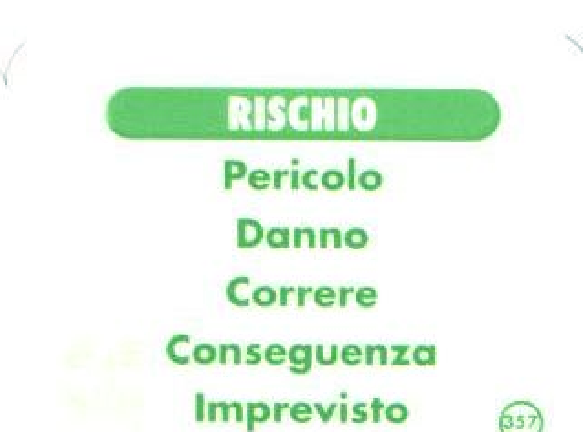 RISCHIO
Pericolo
Danno
Correre
Conseguenza
Imprevisto
357